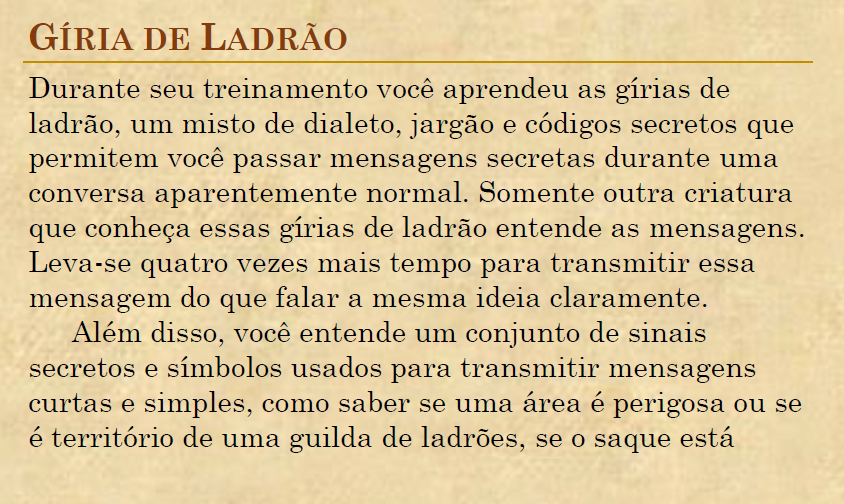 Gíria de Ladrão
Durante seu treinamento você aprendeu as gírias de
ladrão, um misto de dialeto, jargão e códigos secretos que
permitem você passar mensagens secretas durante uma
conversa aparentemente normal. Somente outra criatura
que conheça essas gírias de ladrão entende as mensagens.
Leva-se quatro vezes mais tempo para transmitir essa
mensagem do que falar a mesma ideia claramente.
Além disso, você entende um conjunto de sinais
secretos e símbolos usados para transmitir mensagens
curtas e simples, como saber se uma área é perigosa ou se
é território de uma guilda de ladrões, se o saque está